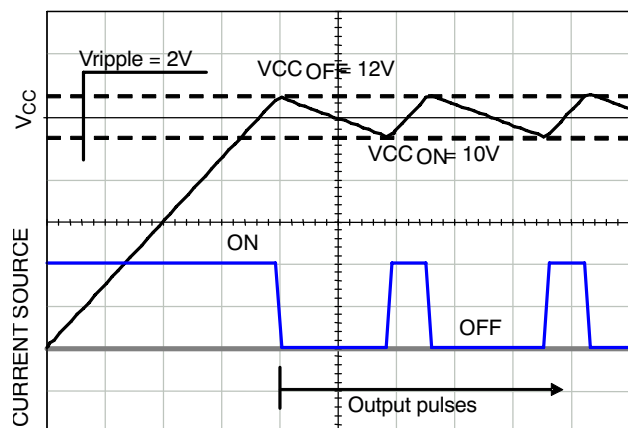 Vripple = 2V
VCC OFF = 12V
VCC
VCC ON = 10V
ON
CURRENT SOURCE
OFF
Output pulses